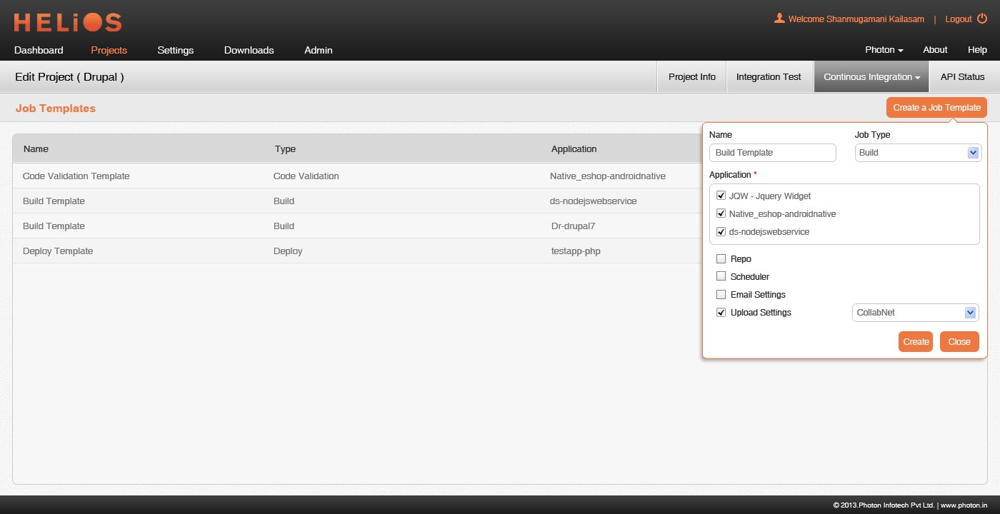 HELiOS
Welcome Shanmugamani Kailasam | Logout
Dashboard Projects Settings Downloads Admin
Photon About Help
Edit Project ( Drupal )
Project Info Integration Test Continous Integration API Status
Job Templates
Create a Job Template
Name Type Application
Code Validation Template Code Validation Native_eshop-androidnative
Build Template Build ds-nodejswebservice
Build Template Build Dr-drupal7
Deploy Template Deploy testapp-php
Name Job Type
Build Template Build
Application *
JQW - Jquery Widget
Native_eshop-androidnative
ds-nodejswebservice
Repo
Scheduler
Email Settings
Upload Settings CollabNet
Create Close
© 2013.Photon Infotech Pvt Ltd. | www.photon.in